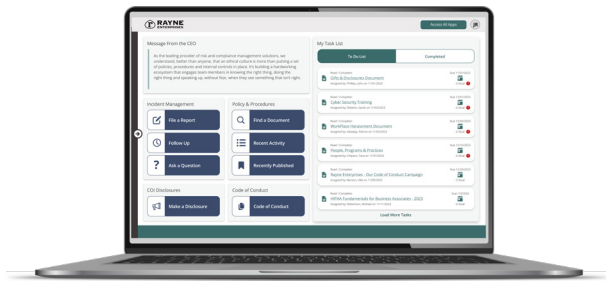 RAYNE
ENTERPRISES
Access All Apps
Message From the CEO
As the leading provider of risk and compliance management solutions, we
understand, better than anyone, that an ethical culture is more than putting a set
of policies, procedures and internal controls in place. It's building a hardworking
ecosystem that engages team members in knowing the right thing, doing the
right thing and speaking up, without fear, when they see something that isn't right.
Incident Management
File a Report
Follow Up
Ask a Question
Policy & Procedures
Find a Document
Recent Activity
Recently Published
COI Disclosures
Make a Disclosure
Code of Conduct
Code of Conduct
My Task List
To Do List
Completed
Gifts & Disclosures Document
Cyber Security Training
Workplace Harassment Document
People, Programs & Practices
Rayne Enterprises - Our Code of Conduct Campaign
HIPAA Fundamentals for Business Associates - 2023
Load More Tasks